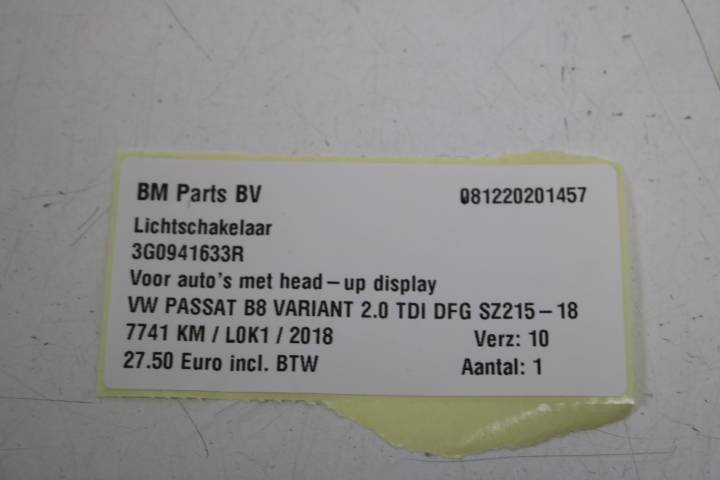 BM Parts BV 081220201457
Lichtschakelaar
3G0941633R
Voor auto's met head-up display
VW PASSAT B8 VARIANT 2.0 TDI DFG SZ215-18
7741 KM / L0K1 / 2018 Verz: 10
27.50 Euro incl. BTW Aantal: 1